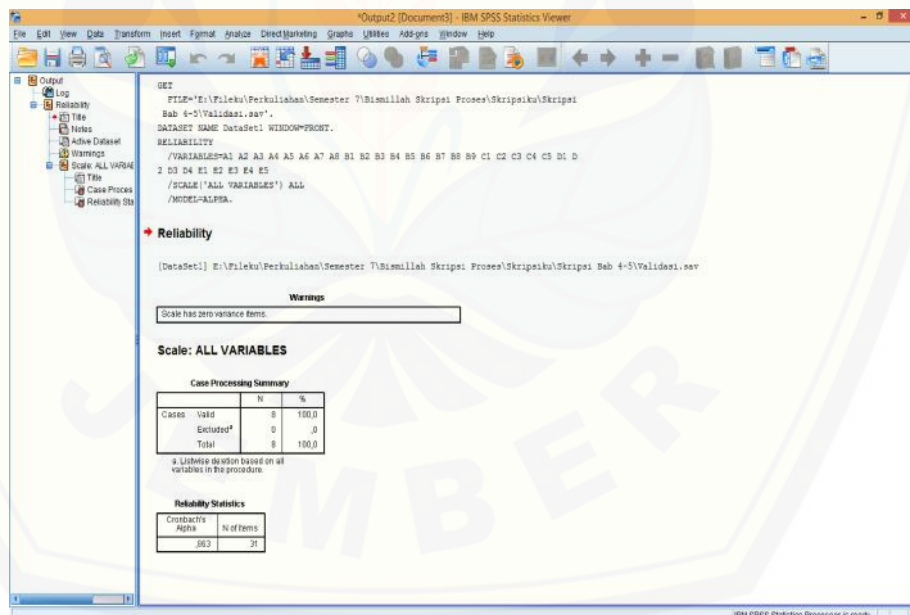 *Output2 [Document3] - IBM SPSS Statistics Viewer
File Edit View Data Transform Insert Format Analyze Direct Marketing Graphs Utilities Add-ons Window Help
Output
Log
Reliability
Title
Notes
Active Dataset
Warnings
Scale: ALL VARIABLE
Title
Case Proces
Reliability Sta
GET
FILE='E:\Fileku\Perkuliahan\Semester 7\Bismillah Skripsi Proses\Skripsiku\Skripsi
Bab 4-5\Validasi.sav'.
DATASET NAME DataSet1 WINDOW=FRONT.
RELIABILITY
/VARIABLES=A1 A2 A3 A4 A5 A6 A7 A8 B1 B2 B3 B4 B5 B6 B7 B8 B9 C1 C2 C3 C4 C5 D1 D
2 D3 D4 E1 E2 E3 E4 E5
/SCALE('ALL VARIABLES') ALL
/MODEL=ALPHA.
Reliability
[DataSet1] E:\Fileku\Perkuliahan\Semester 7\Bismillah Skripsi Proses\Skripsiku\Skripsi Bab 4-5\Validasi.sav
Warnings
Scale has zero variance items.
Scale: ALL VARIABLES
Case Processing Summary
N %
Cases Valid 8 100,0
Excludedª 0 ,0
Total 8 100,0
a. Listwise deletion based on all
variables in the procedure.
Reliability Statistics
Cronbach's
Alpha N of Items
31
JEMBER
IBM SPSS Statistics Processor is ready